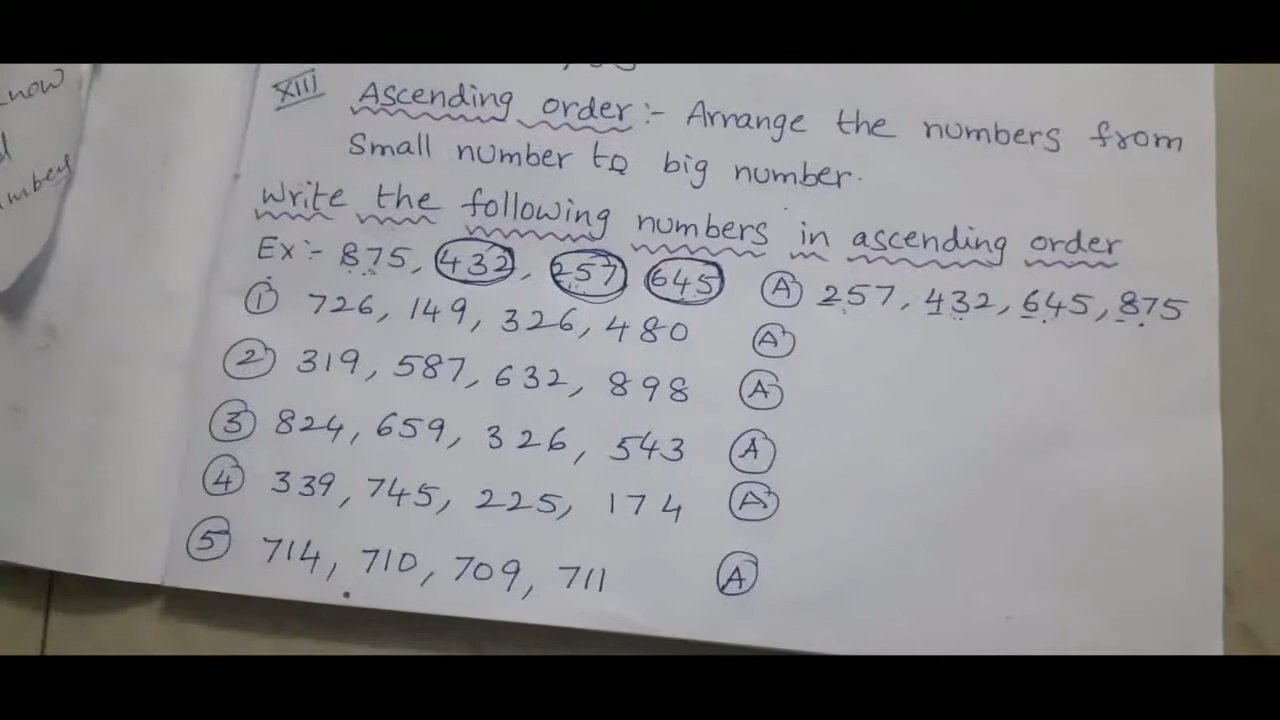 now
XIII Ascending order:- Arrange the numbers from
Small number to big number.
Write the following numbers in ascending order
Ex:- 875, 432, 257 645 A 257, 432, 645, 875
1 726, 149, 326, 480 A
2 319, 587, 632, 898 A
3 824, 659, 326, 543 A
4 339, 745, 225, 174 A
5 714, 710, 709, 711 A